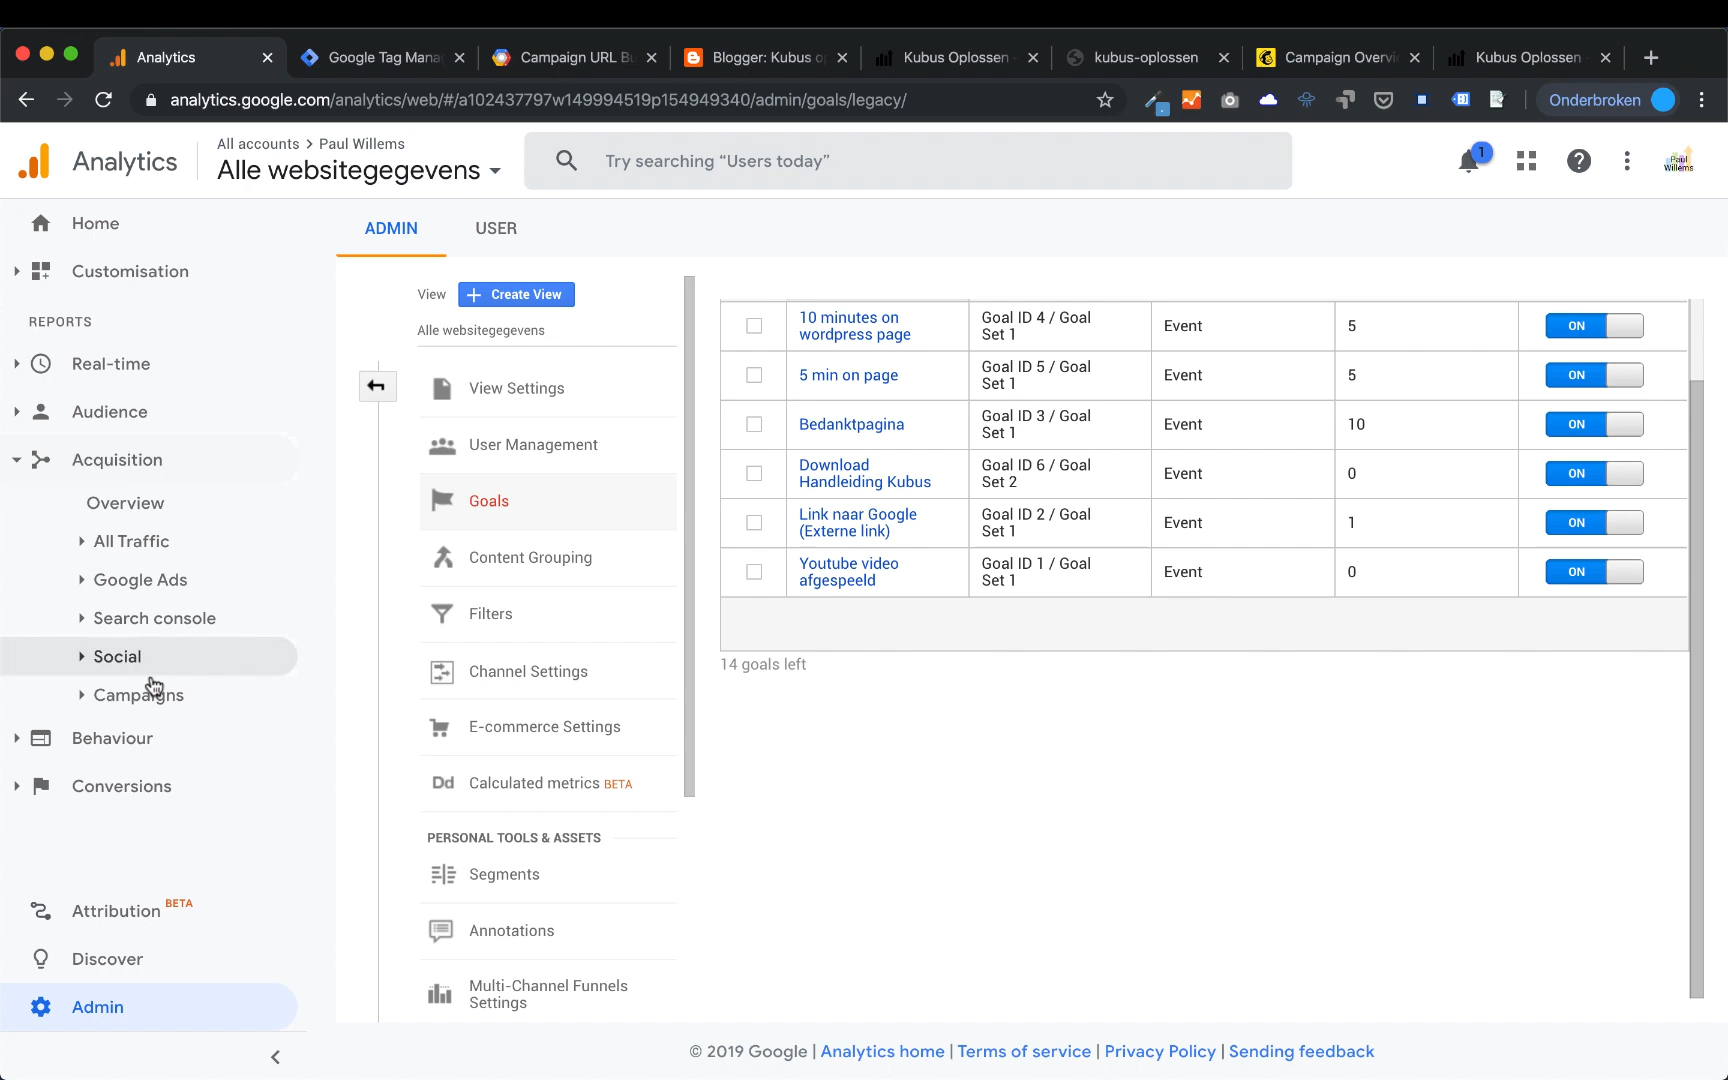 Analytics
Google Tag Mana
Campaign URL Bu
Blogger: Kubus op
Kubus Oplossen
kubus-oplossen
Campaign Overvi
Kubus Oplossen
analytics.google.com/analytics/web/#/a102437797w149994519p154949340/admin/goals/legacy/
Onderbroken
Analytics
All accounts > Paul Willems
Alle websitegegevens
Try searching “Users today”
1
Paul
Willems
Home
Customisation
REPORTS
Real-time
Audience
Acquisition
Overview
All Traffic
Google Ads
Search console
Social
Campaigns
Behaviour
Conversions
Attribution BETA
Discover
Admin
ADMIN
USER
View
Create View
Alle websitegegevens
View Settings
User Management
Goals
Content Grouping
Filters
Channel Settings
E-commerce Settings
Dd Calculated metrics BETA
PERSONAL TOOLS & ASSETS
Segments
Annotations
Multi-Channel Funnels
Settings
10 minutes on
wordpress page
Goal ID 4 / Goal
Set 1
Event
5
ON
5 min on page
Goal ID 5 / Goal
Set 1
Event
5
ON
Bedanktpagina
Goal ID 3 / Goal
Set 1
Event
10
ON
Download
Handleiding Kubus
Goal ID 6 / Goal
Set 2
Event
0
ON
Link naar Google
(Externe link)
Goal ID 2 / Goal
Set 1
Event
1
ON
Youtube video
afgespeeld
Goal ID 1 / Goal
Set 1
Event
0
ON
14 goals left
© 2019 Google | Analytics home | Terms of service | Privacy Policy | Sending feedback